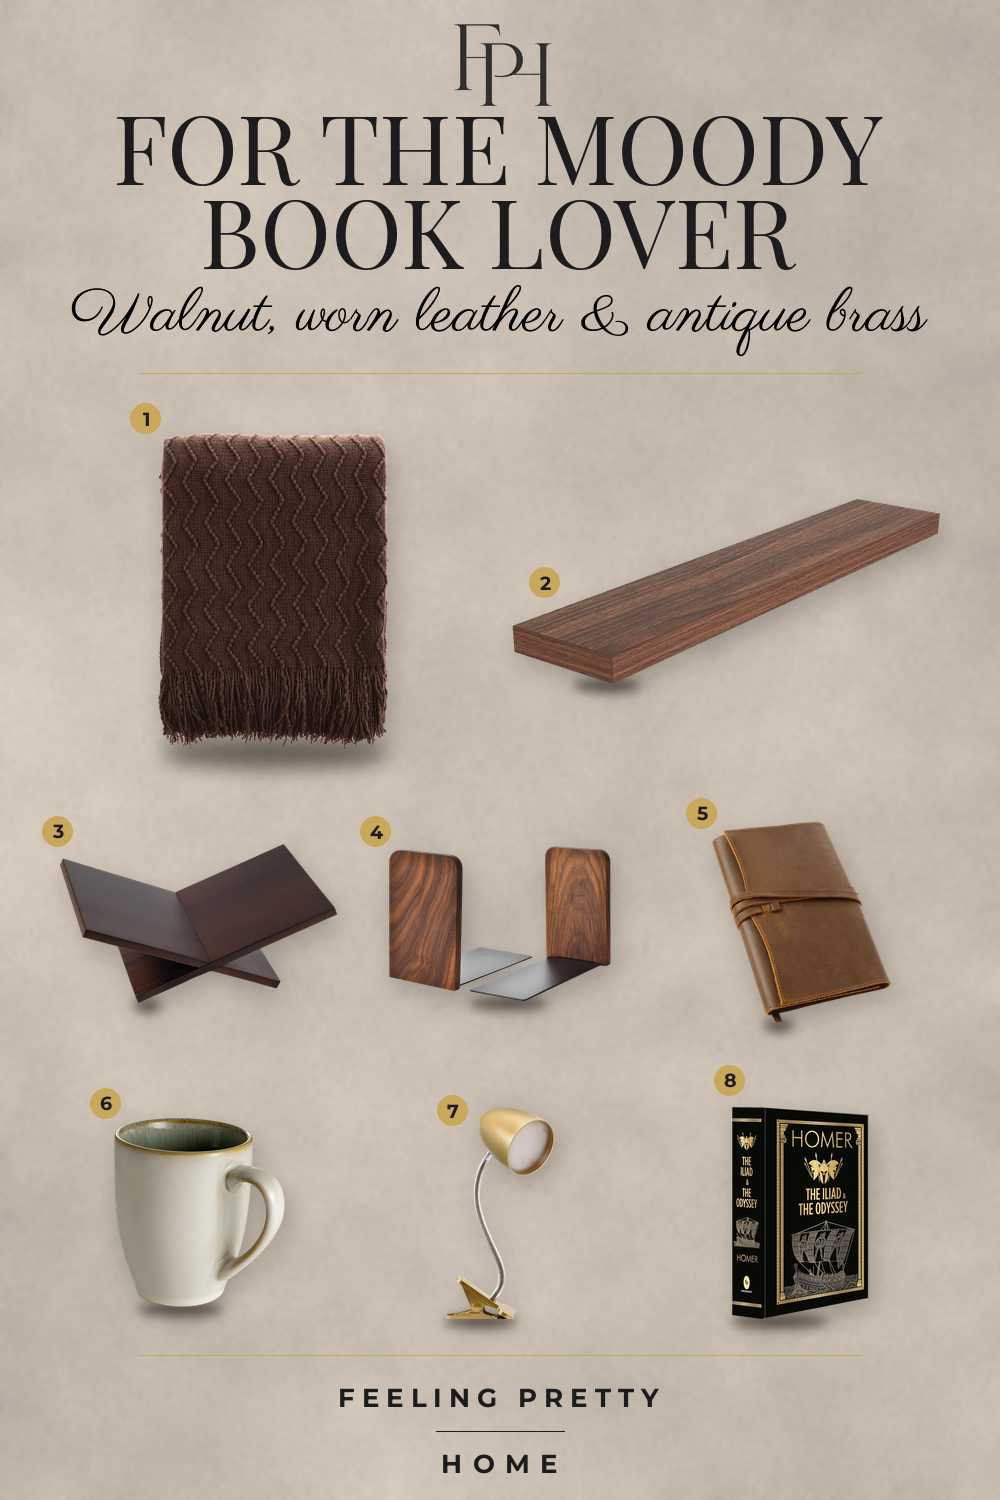 FPH
FOR THE MOODY
BOOK LOVER
Walnut, worn leather & antique brass
1
2
3
4
5
6
7
8
THE
ILIAD
&
THE
ODYSSEY
HOMER
HOMER
THE ILIAD &
THE ODYSSEY
FEELING PRETTY
HOME